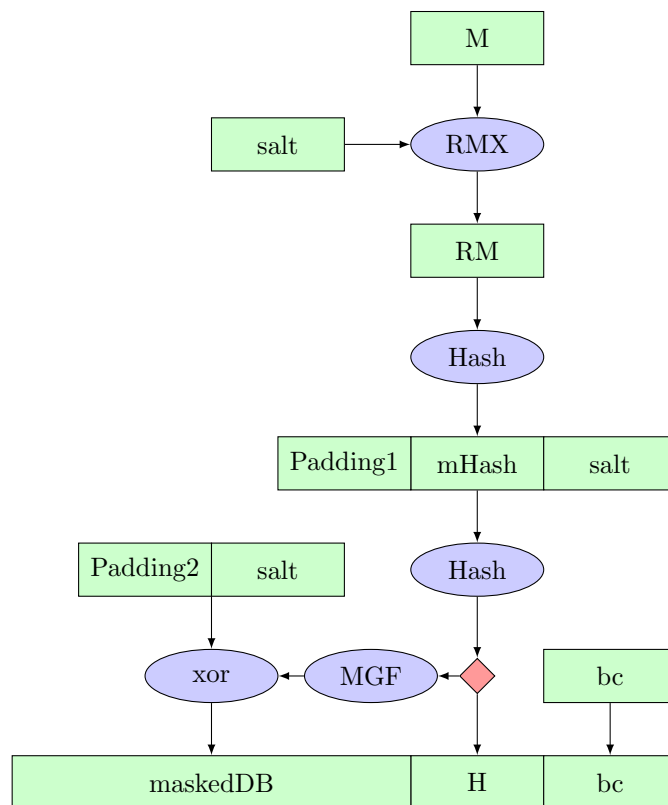 M
salt
RMX
RM
Hash
Padding1 mHash salt
Padding2 salt
Hash
xor
MGF
bc
maskedDB H bc